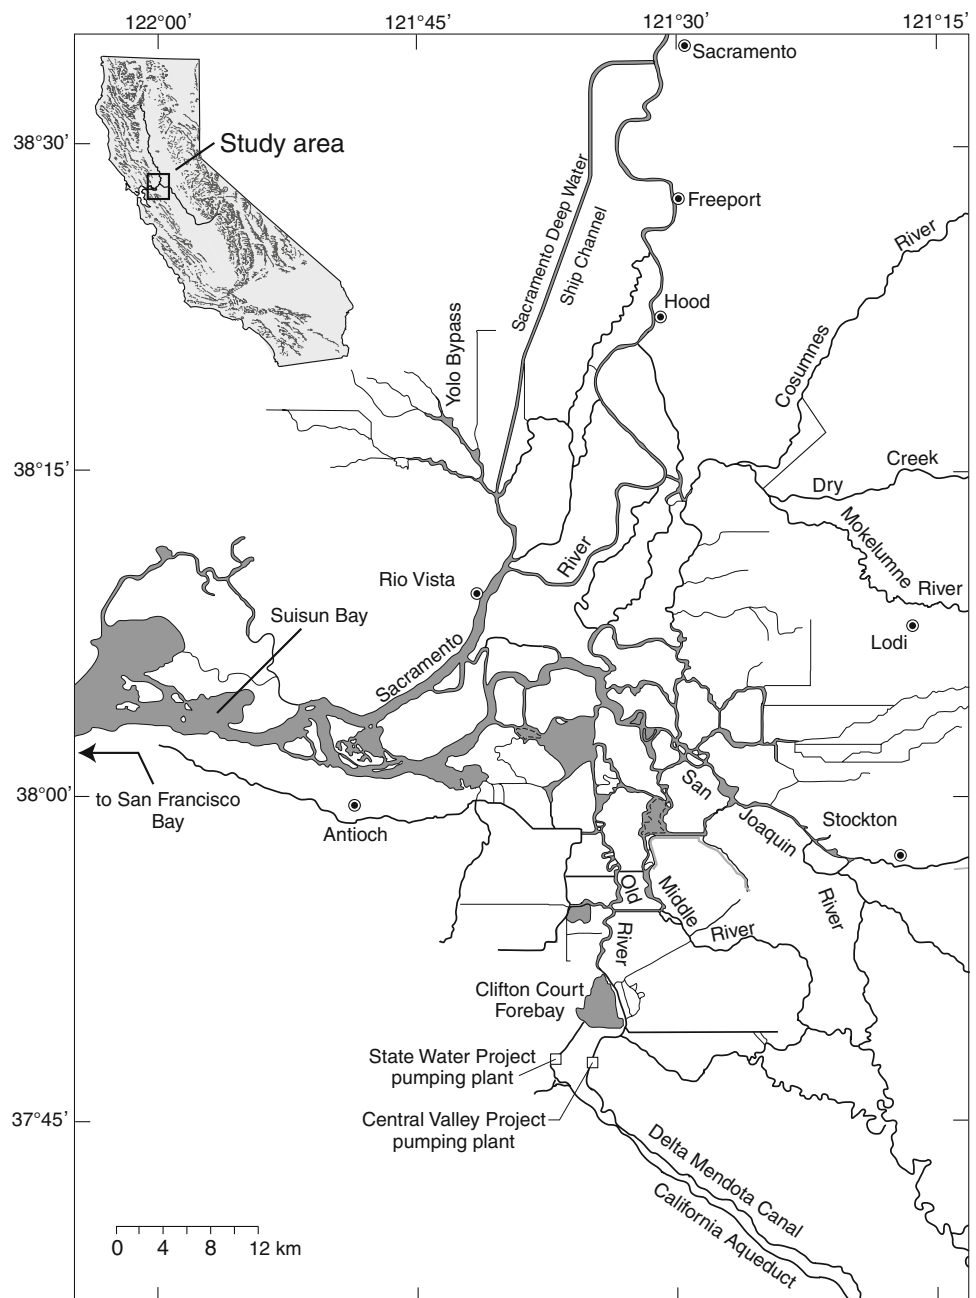 122°00'
121°45'
121°30'
121°15'
Sacramento
38°30'
Study area
Sacramento Deep Water
Ship Channel
Freeport
River
Hood
Yolo Bypass
Cosumnes
38°15'
Creek
Dry
Mokelumne
River
River
Rio Vista
Suisun Bay
Lodi
Sacramento
San
38°00'
to San Francisco
Bay
Antioch
Joaquin
Stockton
Old
Middle
River
River
River
Clifton Court
Forebay
State Water Project
pumping plant
Central Valley Project
pumping plant
37°45'
Delta Mendota Canal
California Aqueduct
0 4 8 12 km